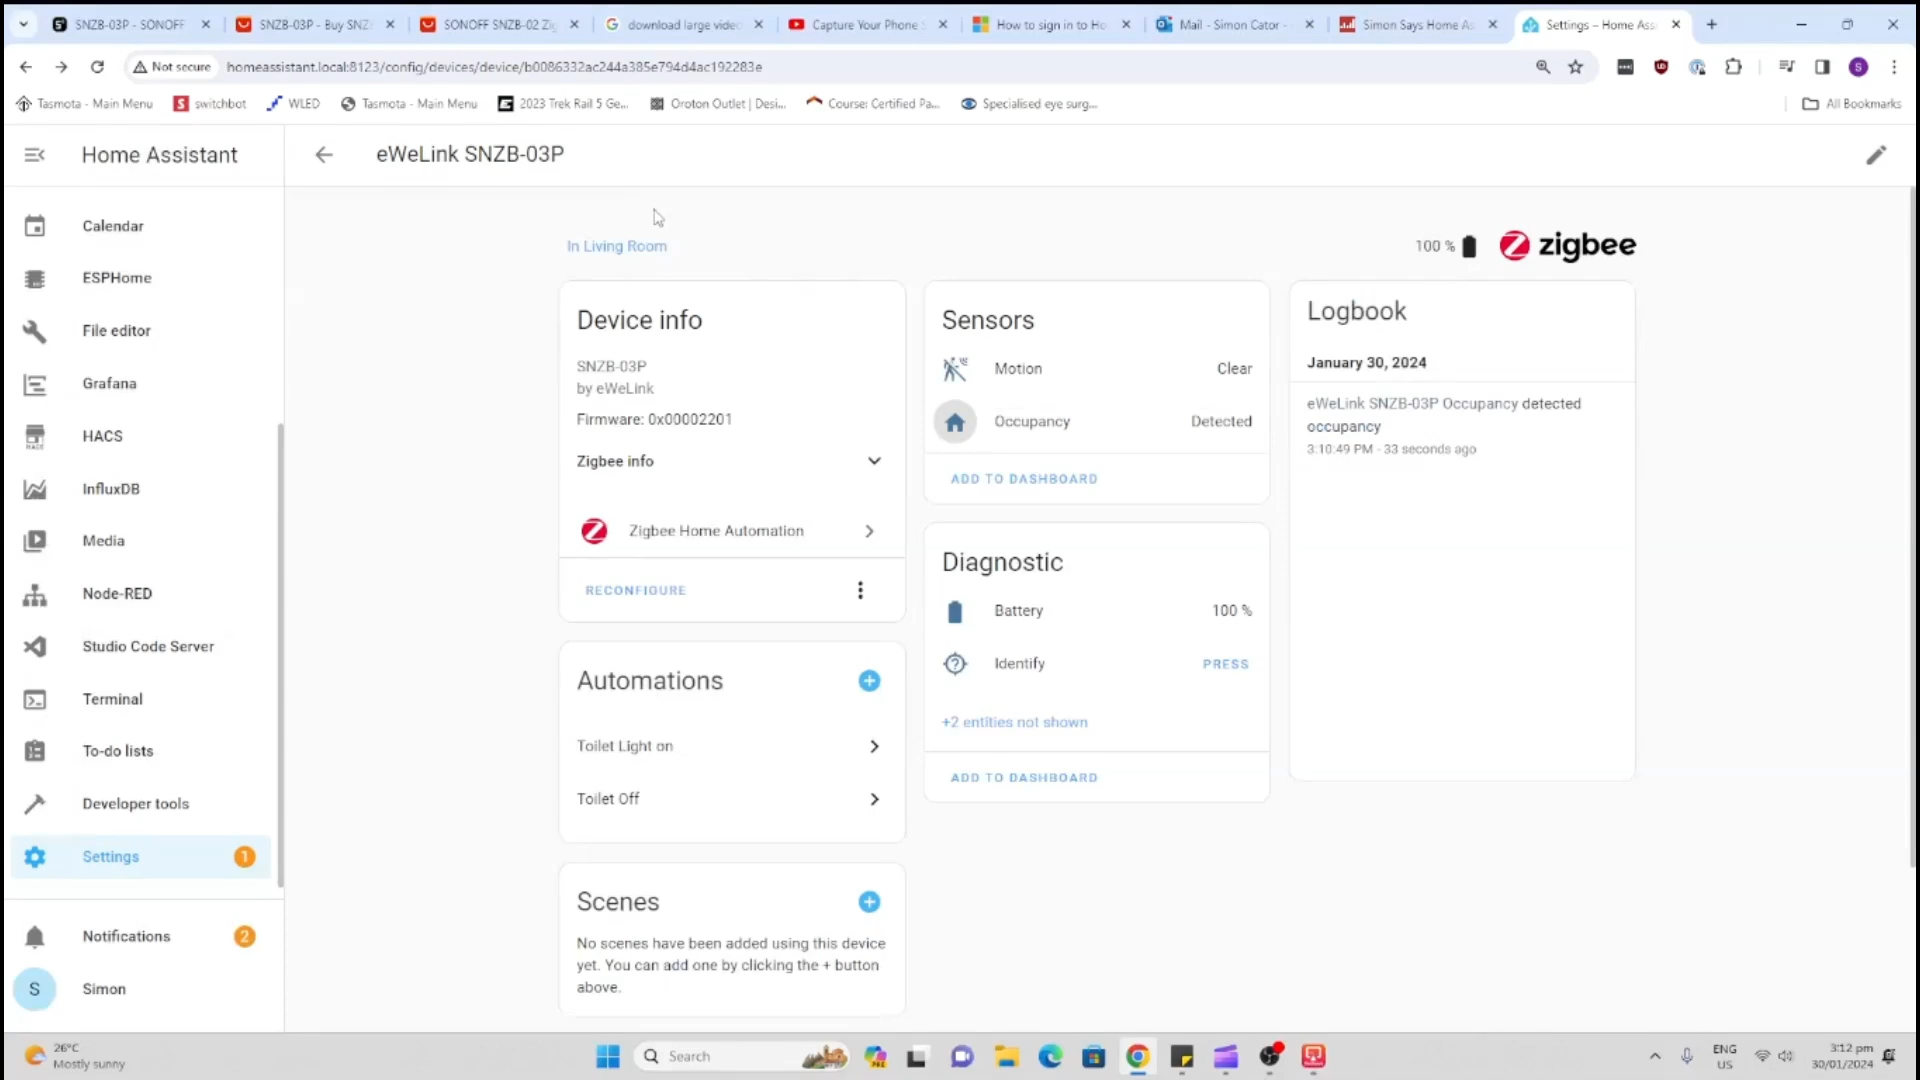 SNZB-03P - SONOFF
SNZB-03P - Buy SNZ
SONOFF SNZB-02 Zig
download large video
Capture Your Phone S
How to sign in to Ho
Mail - Simon Cator -
Simon Says Home As
Settings – Home Ass
Not secure
homeassistant.local:8123/config/devices/device/b0086332ac244a385e794d4ac192283e
S
Tasmota - Main Menu
switchbot
WLED
Tasmota - Main Menu
2023 Trek Rail 5 Ge...
Oroton Outlet | Desi...
Course: Certified Pa...
Specialised eye surg...
All Bookmarks
Home Assistant
eWeLink SNZB-03P
Calendar
ESPHome
File editor
Grafana
HACS
InfluxDB
Media
Node-RED
Studio Code Server
Terminal
To-do lists
Developer tools
Settings
1
Notifications
2
S
Simon
In Living Room
100 %
zigbee
Device info
SNZB-03P
by eWeLink
Firmware: 0x00002201
Zigbee info
Zigbee Home Automation
RECONFIGURE
Automations
Toilet Light on
Toilet Off
Scenes
No scenes have been added using this device
yet. You can add one by clicking the + button
above.
Sensors
Motion
Clear
Occupancy
Detected
ADD TO DASHBOARD
Diagnostic
Battery
100 %
Identify
PRESS
+2 entities not shown
ADD TO DASHBOARD
Logbook
January 30, 2024
eWeLink SNZB-03P Occupancy detected
occupancy
3:10:49 PM - 33 seconds ago
26°C
Mostly sunny
Search
ENG
US
3:12 pm
30/01/2024